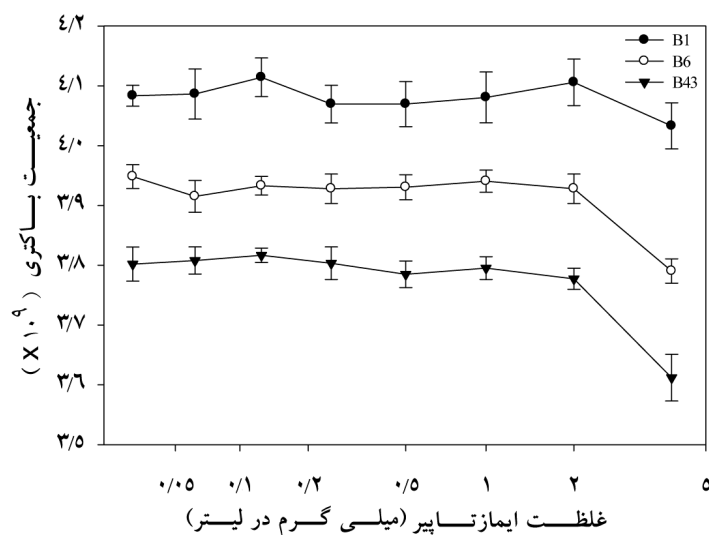 B1
B6
B43
۴/۲
۴/۱
۴/۰
۳/۹
۳/۸
۳/۷
۳/۶
۳/۵
جمعیت باکتری
(X ۱۰^۹)
۰/۰۵ ۰/۱ ۰/۲ ۰/۵ ۱ ۲ ۵
غلظت ایمازتاپیر (میلی گرم در لیتر)